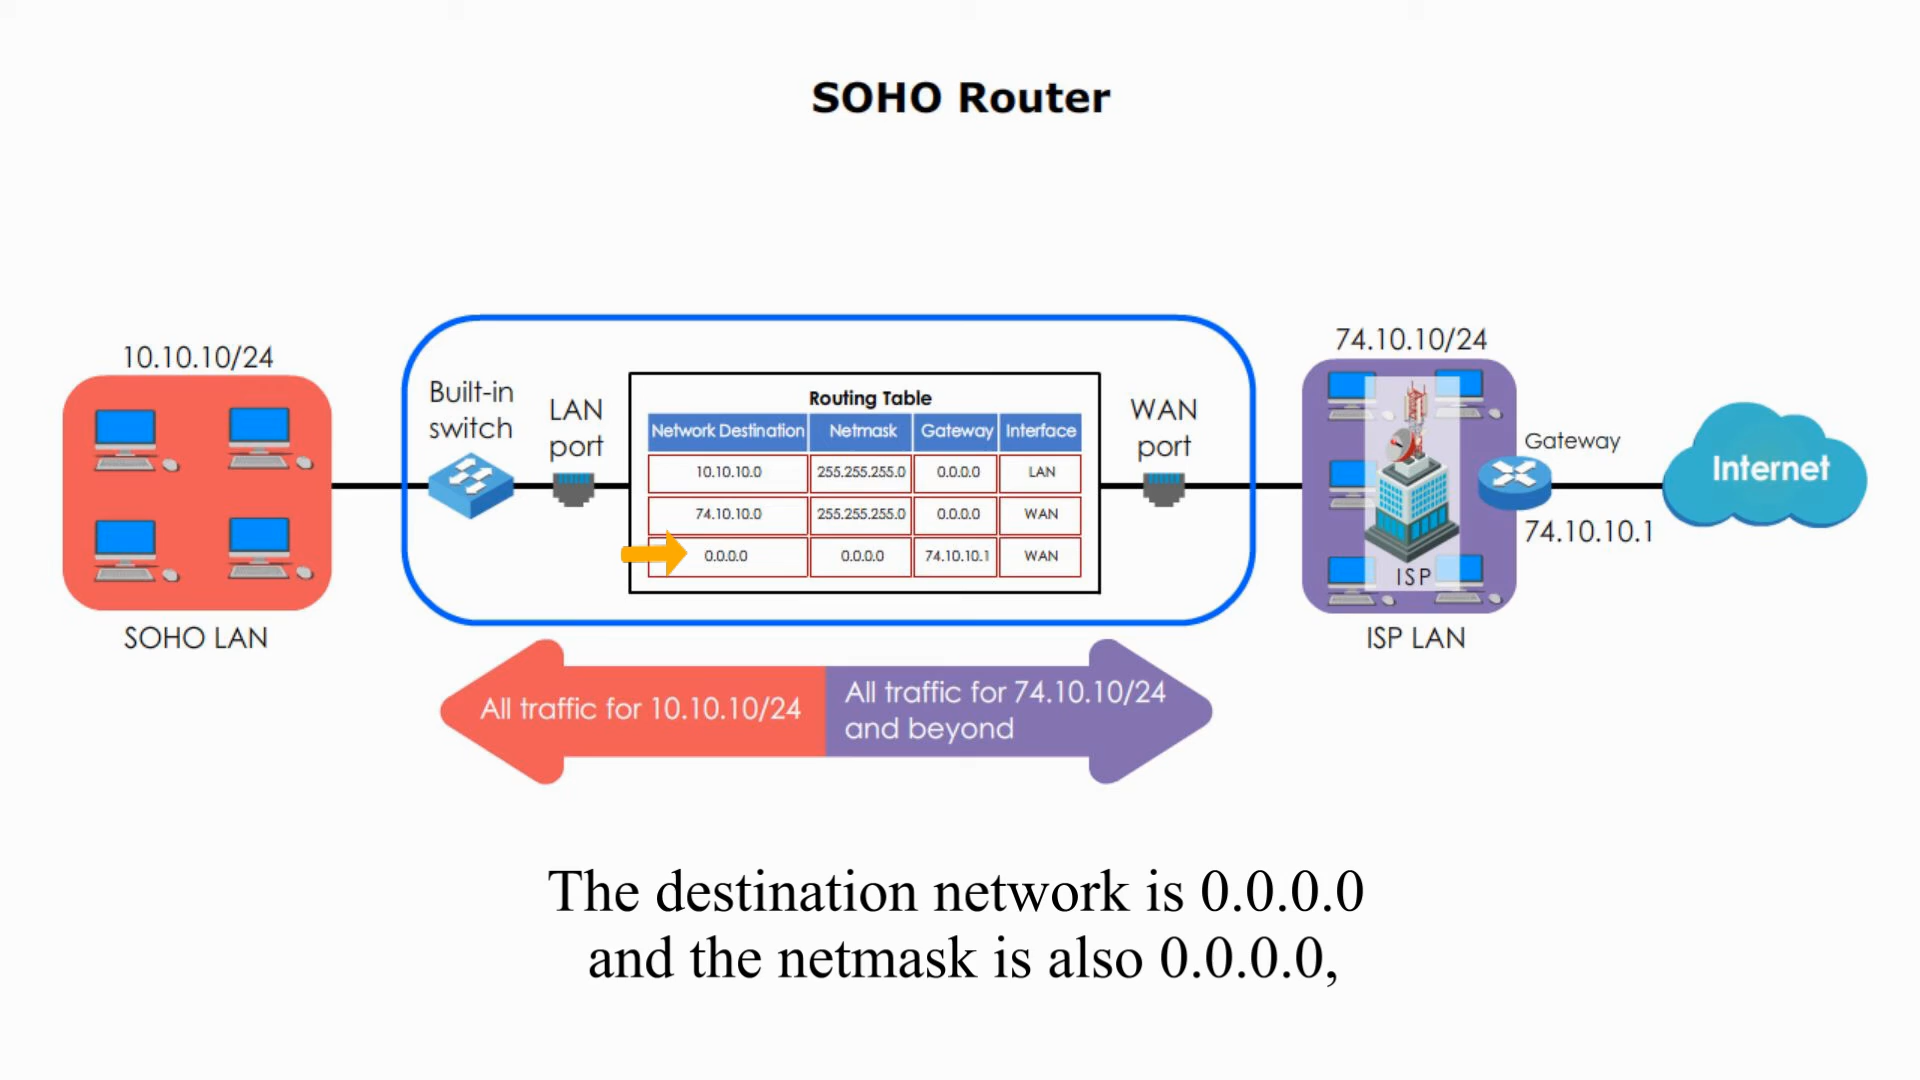 SOHO Router
10.10.10/24
SOHO LAN
Built-in
switch
LAN
port
Routing Table
Network Destination Netmask Gateway Interface
10.10.10.0 255.255.255.0 0.0.0.0 LAN
74.10.10.0 255.255.255.0 0.0.0.0 WAN
0.0.0.0 0.0.0.0 74.10.10.1 WAN
WAN
port
74.10.10/24
ISP
ISP LAN
Gateway
74.10.10.1
Internet
All traffic for 10.10.10/24
All traffic for 74.10.10/24
and beyond
The destination network is 0.0.0.0
and the netmask is also 0.0.0.0,